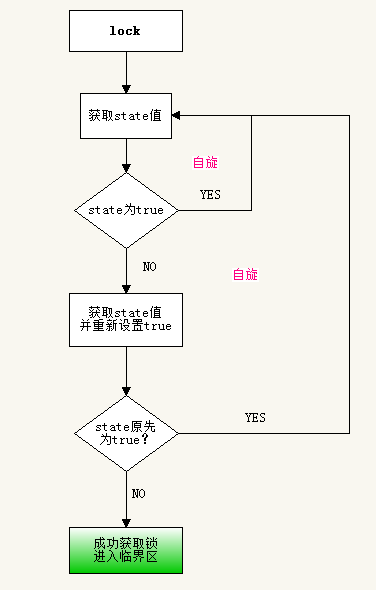 lock
获取state值
自旋
YES
state为true
NO
自旋
获取state值
并重新设置true
YES
state原先
为true？
NO
成功获取锁
进入临界区